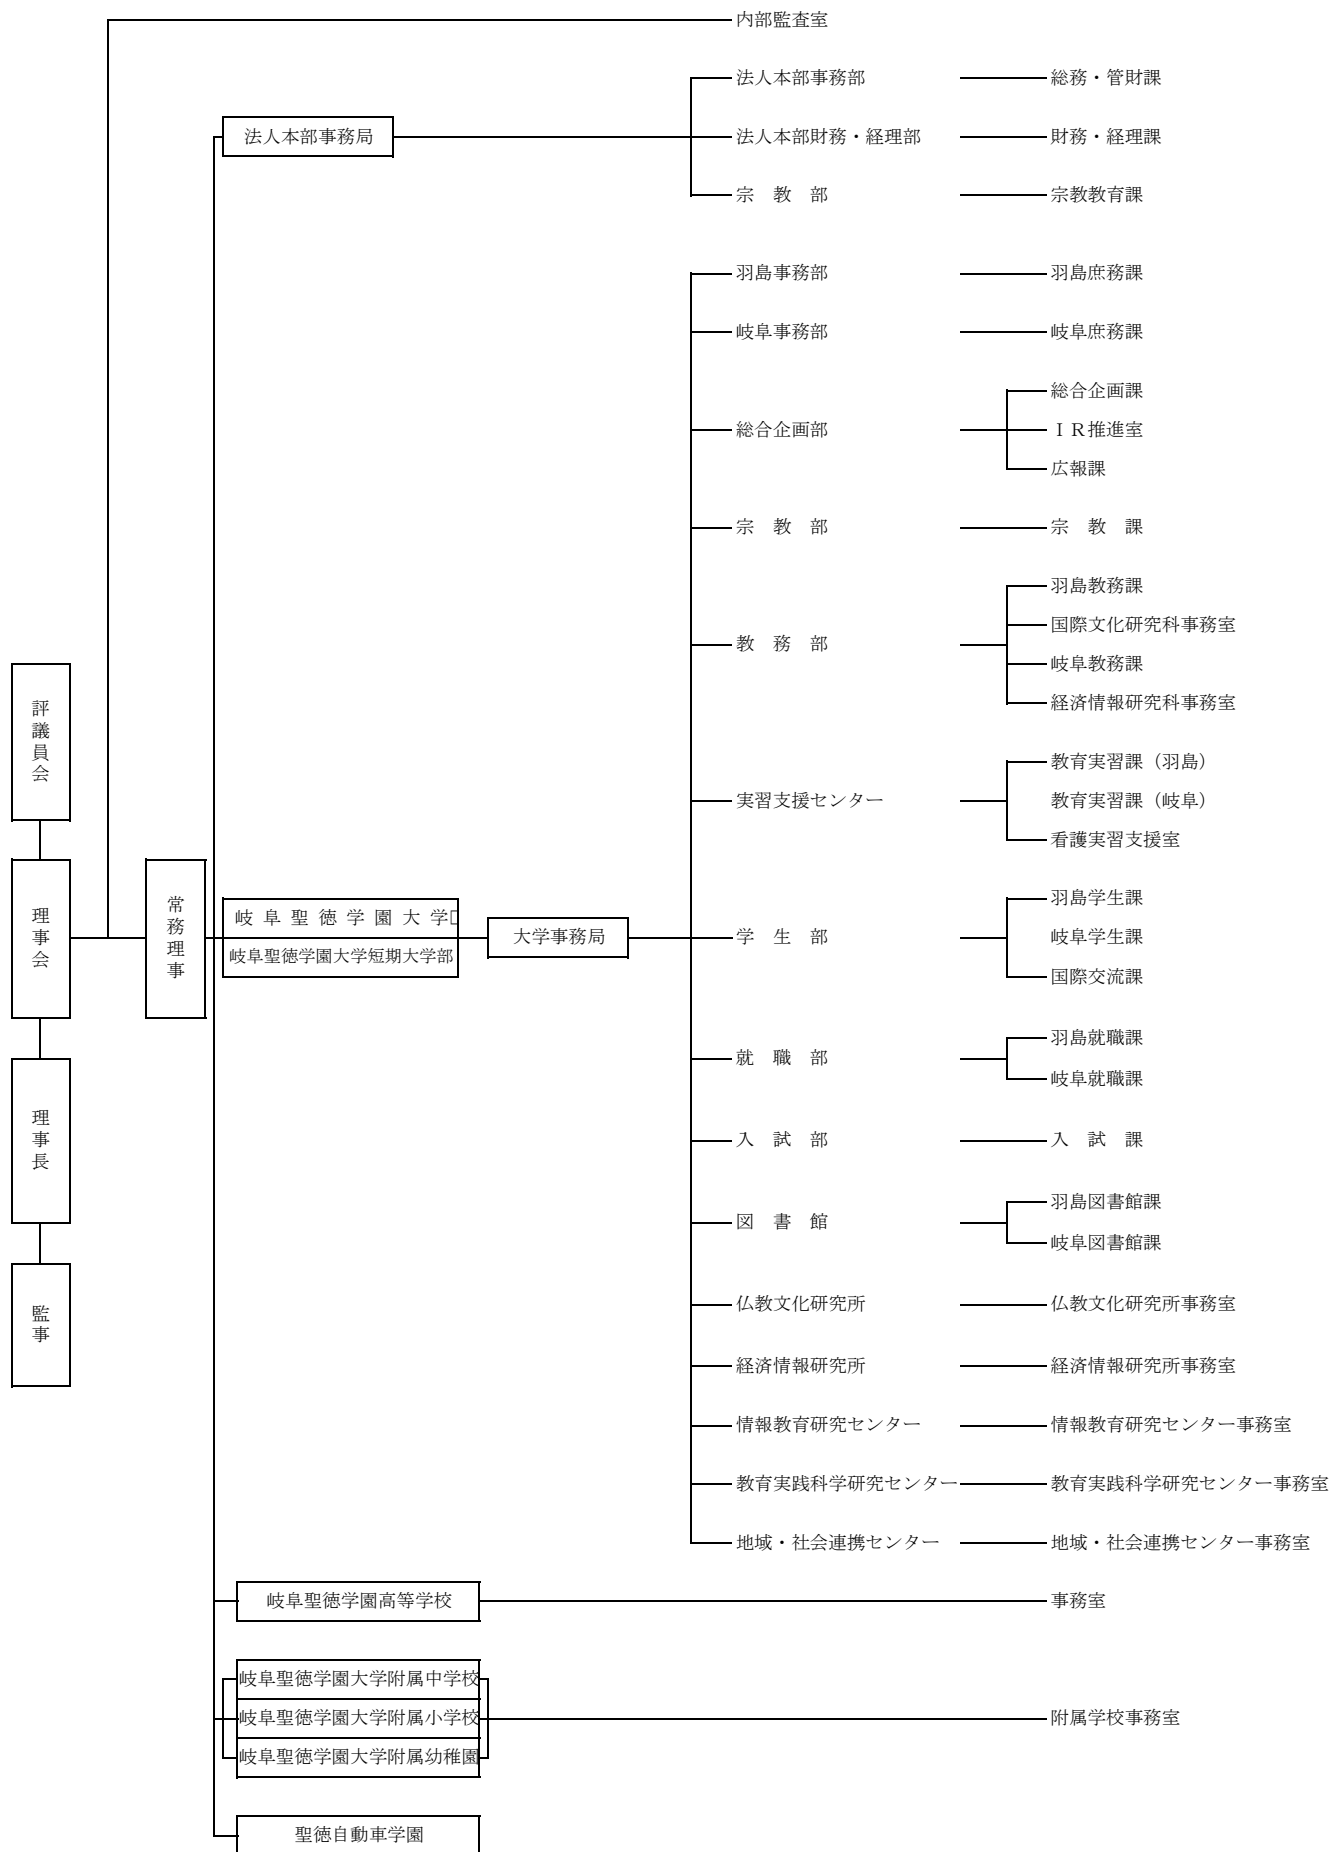 内部監査室
法人本部事務部 総務・管財課
法人本部事務局 法人本部財務・経理部 財務・経理課
宗 教 部 宗教教育課
羽島事務部 羽島庶務課
岐阜事務部 岐阜庶務課
総合企画課
総合企画部 ＩＲ推進室
広報課
宗 教 部 宗 教 課
羽島教務課
国際文化研究科事務室
教 務 部
岐阜教務課
経済情報研究科事務室
評議員会
教育実習課（羽島）
実習支援センター 教育実習課（岐阜）
看護実習支援室
理事会
常務理事
岐 阜 聖 徳 学 園 大 学
岐阜聖徳学園大学短期大学部
大学事務局
羽島学生課
学 生 部 岐阜学生課
国際交流課
理事長
羽島就職課
就 職 部
岐阜就職課
入 試 部 入 試 課
羽島図書館課
図 書 館
岐阜図書館課
監事
仏教文化研究所 仏教文化研究所事務室
経済情報研究所 経済情報研究所事務室
情報教育研究センター 情報教育研究センター事務室
教育実践科学研究センター 教育実践科学研究センター事務室
地域・社会連携センター 地域・社会連携センター事務室
岐阜聖徳学園高等学校 事務室
岐阜聖徳学園大学附属中学校
岐阜聖徳学園大学附属小学校 附属学校事務室
岐阜聖徳学園大学附属幼稚園
聖徳自動車学園